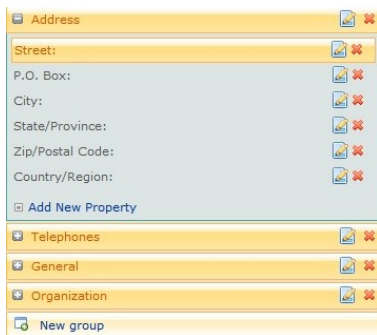 Address
Street:
P.O. Box:
City:
State/Province:
Zip/Postal Code:
Country/Region:
Add New Property
Telephones
General
Organization
New group